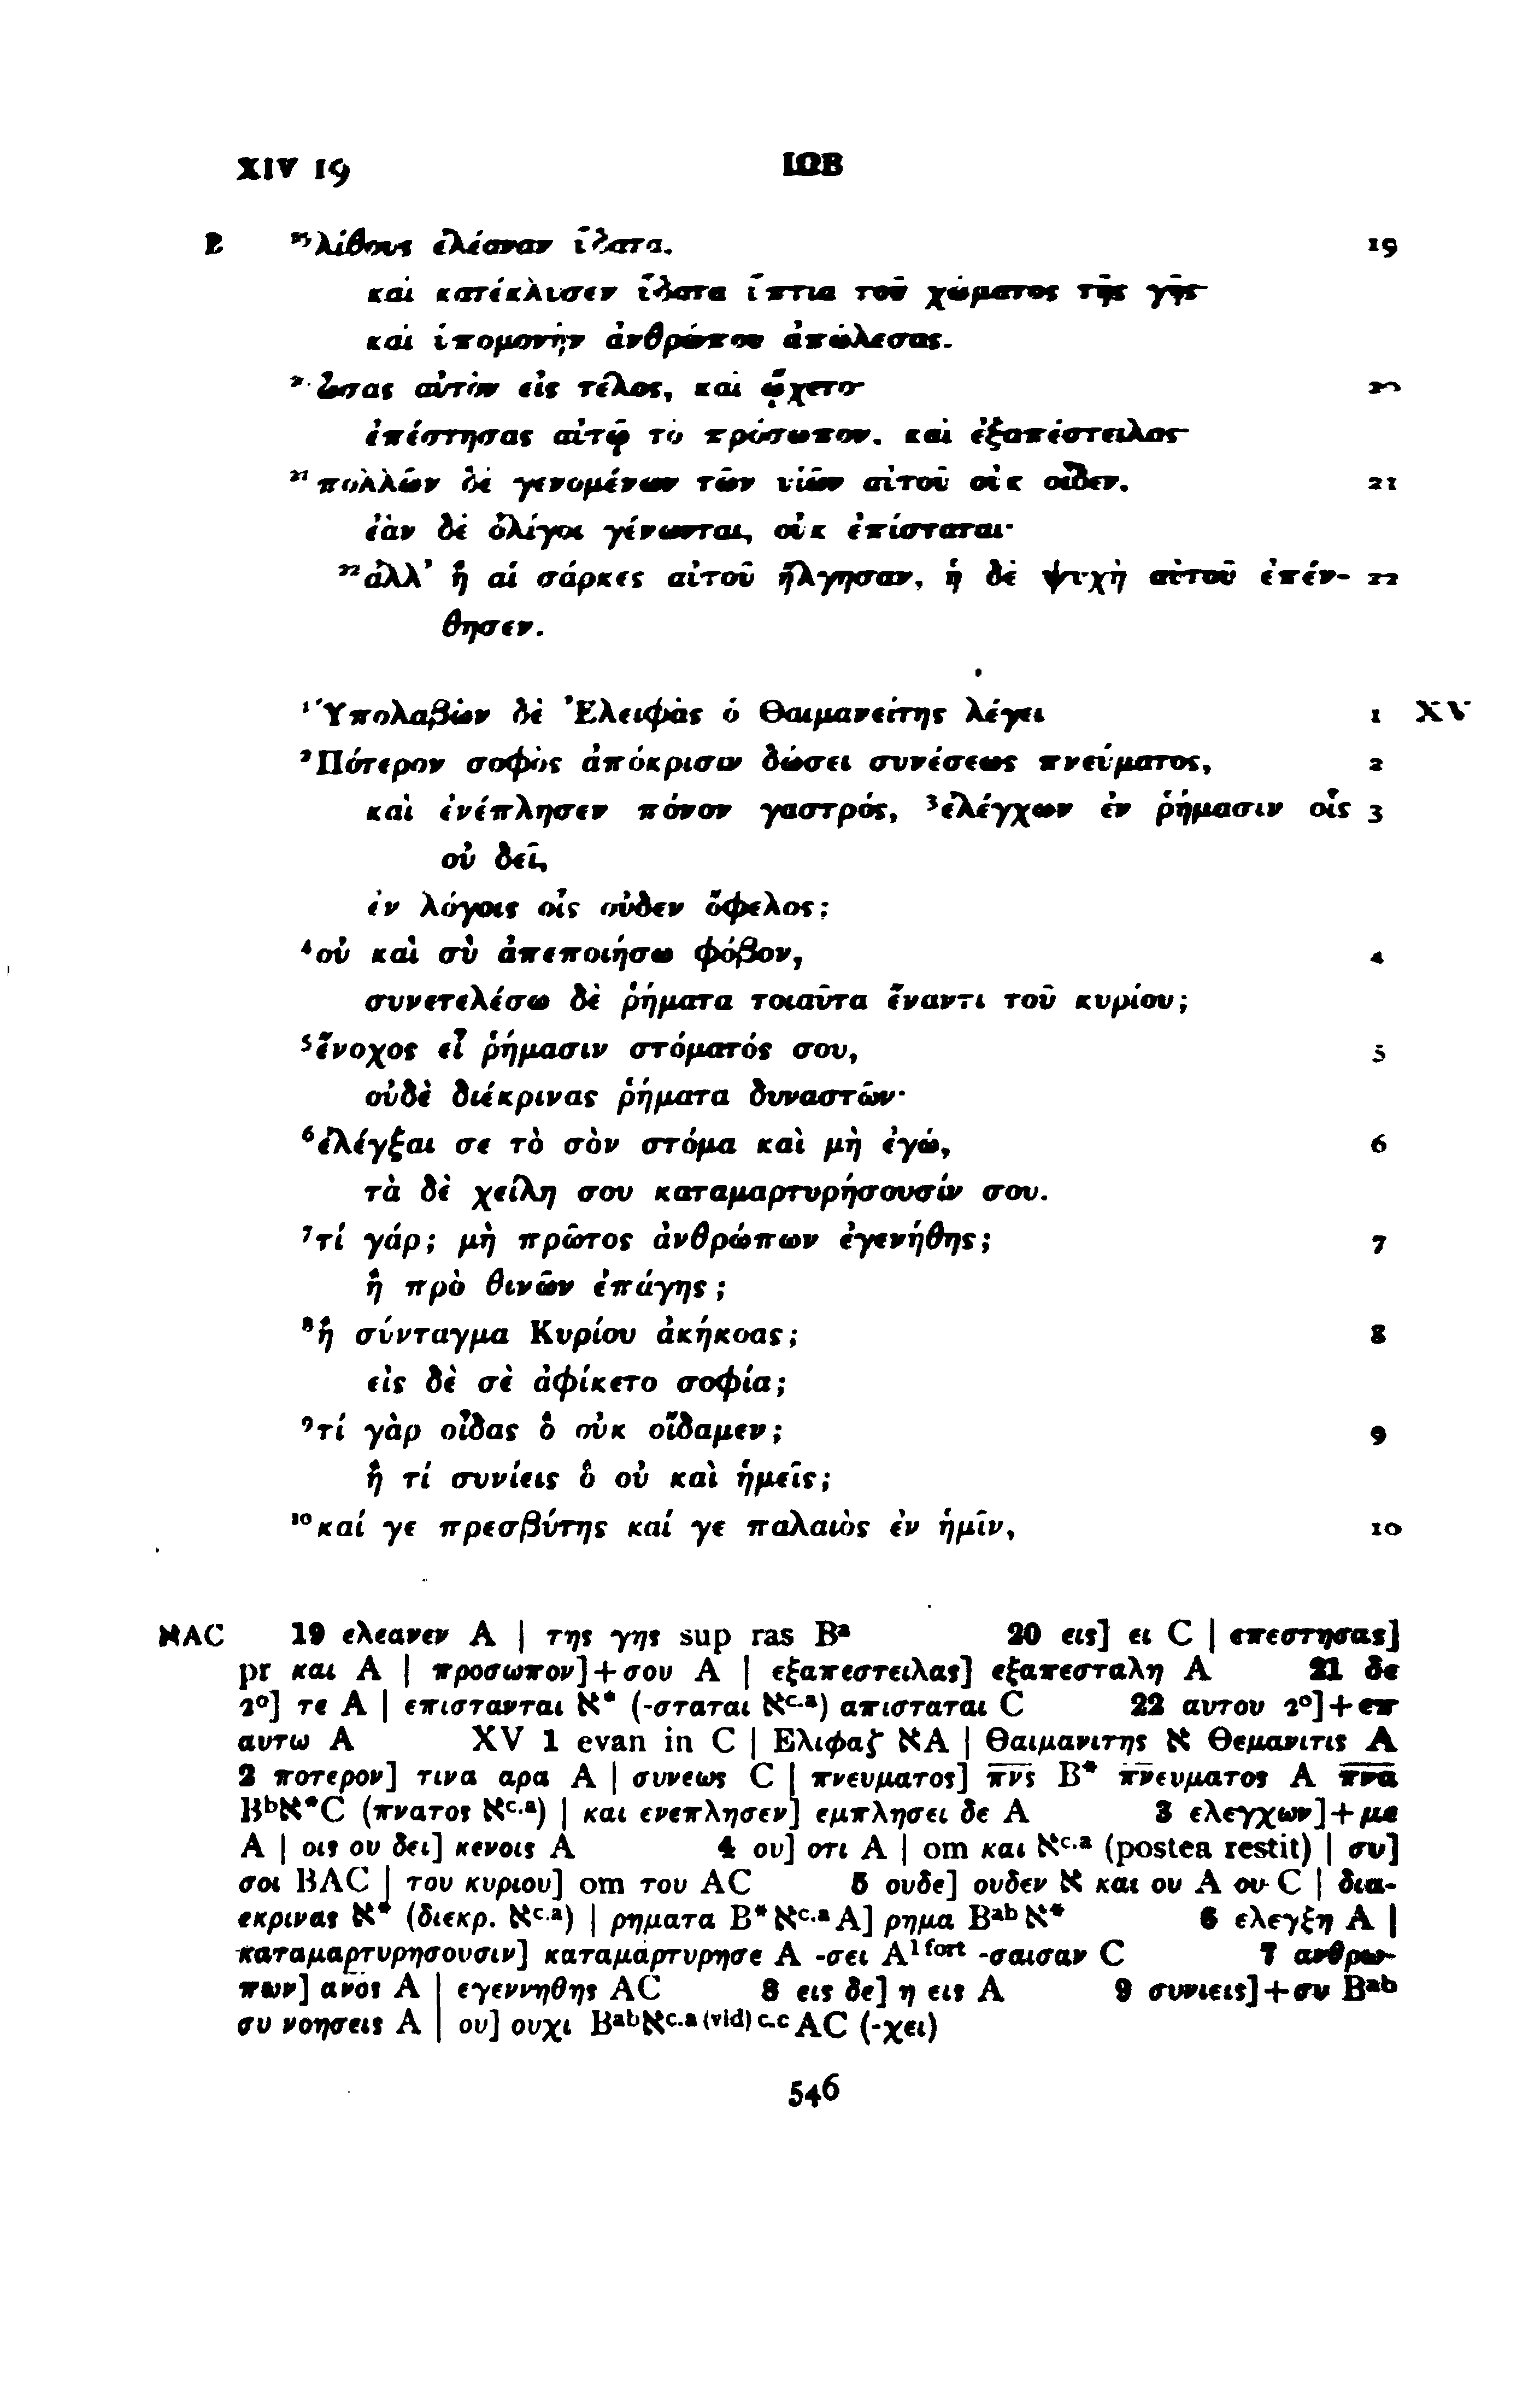 XIV 19 ΙΩΒ
B ¹⁹λίθους ἐλέαναν ὕδατα, 19
καὶ κατέκλυσεν ὕδατα ὕπτια τοῦ χώματος τῆς γῆς·
καὶ ὑπομονὴν ἀνθρώπου ἀπώλεσας.
²⁰ὦσας αὐτὸν εἰς τέλος, καὶ ᾤχετο· 20
ἐπέστησας αὐτῷ τὸ πρόσωπον, καὶ ἐξαπέστειλας·
²¹πολλῶν δὲ γενομένων τῶν υἱῶν αὐτοῦ οὐκ οἶδεν, 21
ἐὰν δὲ ὀλίγοι γένωνται, οὐκ ἐπίσταται·
²²ἀλλ’ ἢ αἱ σάρκες αὐτοῦ ἤλγησαν, ἡ δὲ ψυχὴ αὐτοῦ ἐπέν- 22
θησεν.
¹Ὑπολαβὼν δὲ Ἐλειφὰς ὁ Θαιμανείτης λέγει 1 XV
²Πότερον σοφὸς ἀπόκρισιν δώσει συνέσεως πνεύματος, 2
καὶ ἐνέπλησεν πόνον γαστρός, ³ἐλέγχων ἐν ῥήμασιν οἷς 3
οὐ δεῖ,
ἐν λόγοις οἷς οὐδὲν ὄφελος;
⁴οὐ καὶ σὺ ἀπεποιήσω φόβον, 4
συνετελέσω δὲ ῥήματα τοιαῦτα ἔναντι τοῦ κυρίου;
⁵ἔνοχος εἶ ῥήμασιν στόματός σου, 5
οὐδὲ διέκρινας ῥήματα δυναστῶν·
⁶ἐλέγξαι σε τὸ σὸν στόμα καὶ μὴ ἐγώ, 6
τὰ δὲ χείλη σου καταμαρτυρήσουσίν σου.
⁷τί γάρ; μὴ πρῶτος ἀνθρώπων ἐγενήθης; 7
ἢ πρὸ θινῶν ἐπάγης;
⁸ἢ σύνταγμα Κυρίου ἀκήκοας; 8
εἰς δὲ σὲ ἀφίκετο σοφία;
⁹τί γὰρ οἶδας ὃ οὐκ οἴδαμεν; 9
ἢ τί συνίεις ὃ οὐ καὶ ἡμεῖς;
¹⁰καί γε πρεσβύτης καί γε παλαιὸς ἐν ἡμῖν, 10
אAC 19 ελεανεν A | της γης sup ras Bᵃ 20 εις] ει C | επεστησας]
pr και A | προσωπον]+σου A | εξαπεστειλας] εξαπεσταλη A 21 δε
2°] τε A | επιστανται א* (-σταται אᶜ·ᵃ) απισταται C 22 αυτου 2°]+επ
αυτω A XV 1 evan in C | Ελιφαζ אA | Θαιμανιτης א Θεμανιτις A
2 ποτερον] τινα αρα A | συνεως C | πνευματος] π̅ν̅ς̅ B* πνευματος A π̅ν̅α̅
Bᵇא*C (πνατος אᶜ·ᵃ) | και ενεπλησεν] εμπλησει δε A 3 ελεγχων]+με
A | οις ου δει] κενοις A 4 ου] οτι A | om και אᶜ·ᵃ (postea restit) | συ]
σοι BAC | του κυριου] om του AC 5 ουδε] ουδεν א και ου A ου C | δια-
εκρινας א* (διεκρ. אᶜ·ᵃ) | ρηματα B*אᶜ·ᵃA] ρημα Bᵃᵇא* 6 ελεγξη A |
καταμαρτυρησουσιν] καταμαρτυρησε A -σει A¹ᶠᵒʳᵗ -σαισαν C 7 ανθρω-
πων] α̅ν̅ο̅ς̅ A | εγεννηθης AC 8 εις δε] η εις A 9 συνιεις]+συ Bᵃᵇ
συ νοησεις A | ου] ουχι Bᵃᵇאᶜ·ᵃ⁽ᵛⁱᵈ⁾ᶜ·ᶜAC (-χει)
546